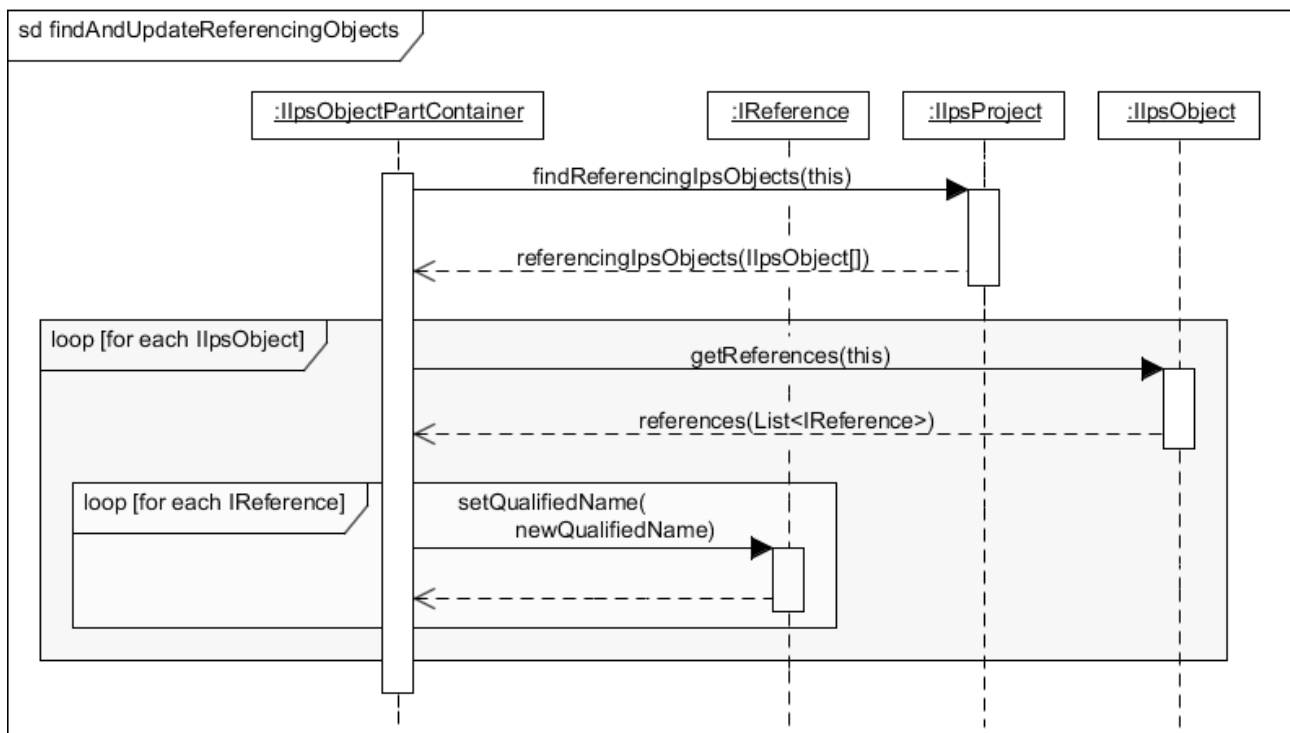 sd findAndUpdateReferencingObjects
:IIpsObjectPartContainer
:IReference
:IIpsProject
:IIpsObject
findReferencingIpsObjects(this)
referencingIpsObjects(IIpsObject[])
loop [for each IIpsObject]
getReferences(this)
references(List<IReference>)
loop [for each IReference]
setQualifiedName(
newQualifiedName)